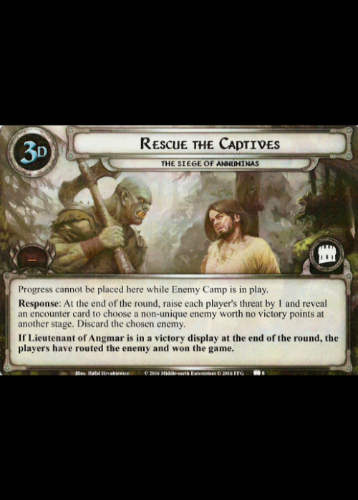 3D
RESCUE THE CAPTIVES
THE SIEGE OF ANNÚMINAS
Progress cannot be placed here while Enemy Camp is in play.
Response: At the end of the round, raise each player's threat by 1 and reveal
an encounter card to choose a non-unique enemy worth no victory points at
another stage. Discard the chosen enemy.
If Lieutenant of Angmar is in a victory display at the end of the round, the
players have routed the enemy and won the game.
Illus. Rafał Hrynkiewicz © 2016 Middle-earth Enterprises © 2016 FFG 8